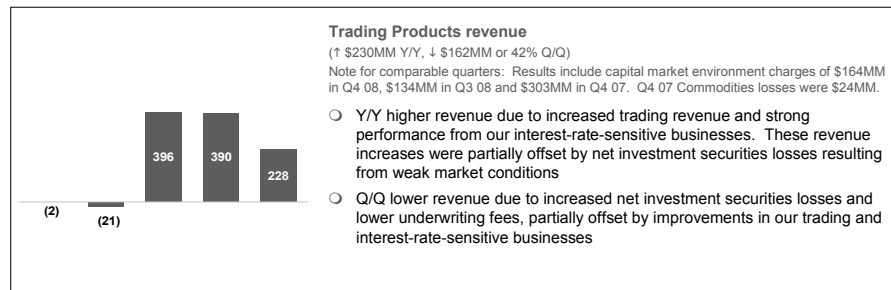 Trading Products revenue
(↑ $230MM Y/Y, ↓ $162MM or 42% Q/Q)
Note for comparable quarters: Results include capital market environment charges of $164MM
in Q4 08, $134MM in Q3 08 and $303MM in Q4 07. Q4 07 Commodities losses were $24MM.
Y/Y higher revenue due to increased trading revenue and strong
performance from our interest-rate-sensitive businesses. These revenue
increases were partially offset by net investment securities losses resulting
from weak market conditions
Q/Q lower revenue due to increased net investment securities losses and
lower underwriting fees, partially offset by improvements in our trading and
interest-rate-sensitive businesses
396
390
228
(2)
(21)